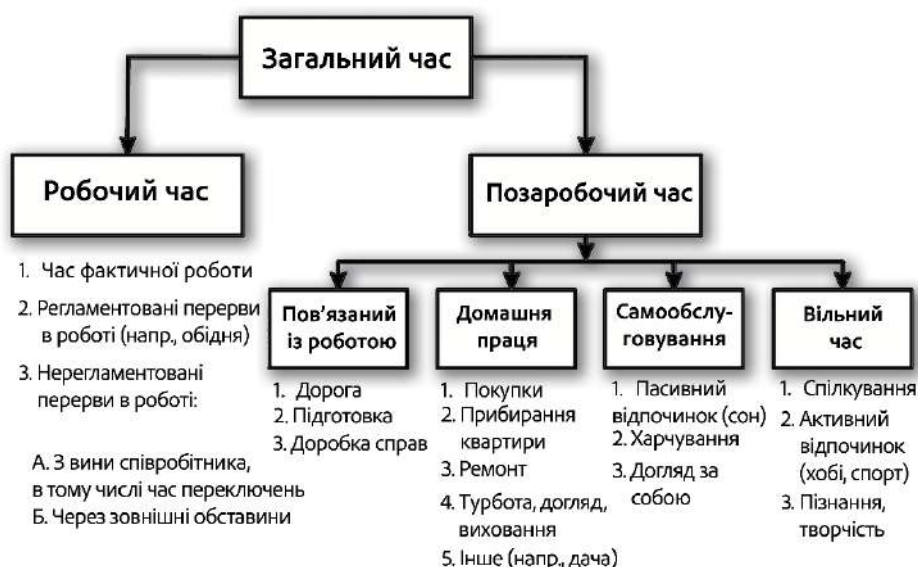 Загальний час
Робочий час
1. Час фактичної роботи
2. Регламентовані перерви
в роботі (напр., обідня)
3. Нерегламентовані
перерви в роботі:
А. З вини співробітника,
в тому числі час переключень
Б. Через зовнішні обставини
Позаробочий час
Пов’язаний
із роботою
1. Дорога
2. Підготовка
3. Доробка справ
Домашня
праця
1. Покупки
2. Прибирання
квартири
3. Ремонт
4. Турбота, догляд,
виховання
5. Інше (напр., дача)
Самообслу-
говування
1. Пасивний
відпочинок (сон)
2. Харчування
3. Догляд за
собою
Вільний
час
1. Спілкування
2. Активний
відпочинок
(хобі, спорт)
3. Пізнання,
творчість